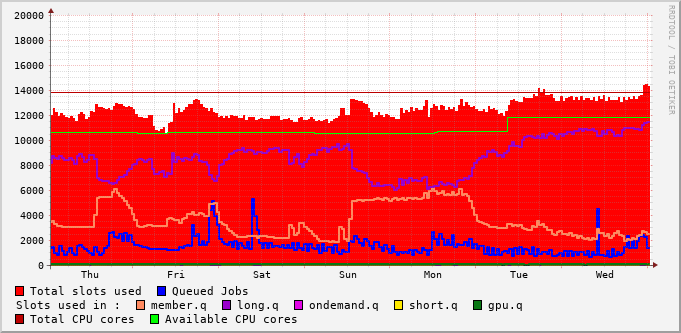 20000
18000
16000
14000
12000
10000
8000
6000
4000
2000
0
Thu Fri Sat Sun Mon Tue Wed
RRDTOOL / TOBI OETIKER
Total slots used Queued Jobs
Slots used in : member.q long.q ondemand.q short.q gpu.q
Total CPU cores Available CPU cores